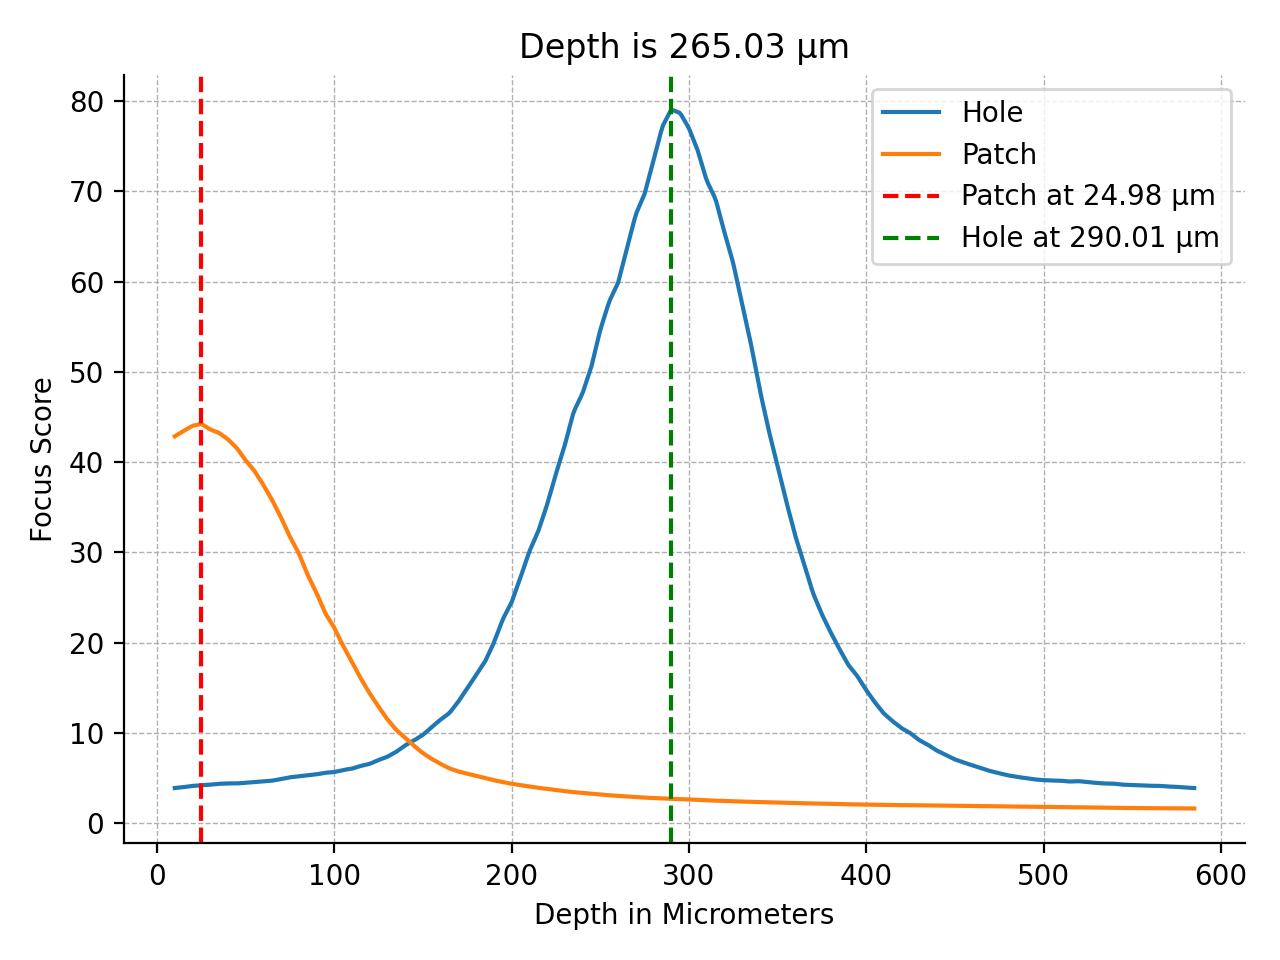 Depth is 265.03 µm
Hole
Patch
Patch at 24.98 µm
Hole at 290.01 µm
Focus Score
80
70
60
50
40
30
20
10
0
0 100 200 300 400 500 600
Depth in Micrometers